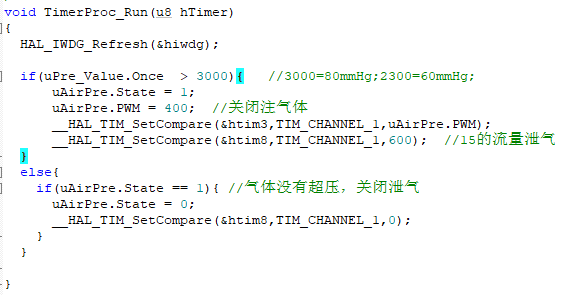 void TimerProc_Run(u8 hTimer)
{
HAL_IWDG_Refresh(&hiwdg);
if(uPre_Value.Once  > 3000){   //3000=80mmHg;2300=60mmHg;
uAirPre.State = 1;
uAirPre.PWM = 400;  //关闭注气体
__HAL_TIM_SetCompare(&htim3,TIM_CHANNEL_1,uAirPre.PWM);
__HAL_TIM_SetCompare(&htim8,TIM_CHANNEL_1,600);  //15的流量泄气
}
else{
if(uAirPre.State == 1){ //气体没有超压，关闭泄气
uAirPre.State = 0;
__HAL_TIM_SetCompare(&htim8,TIM_CHANNEL_1,0);
}
}
}